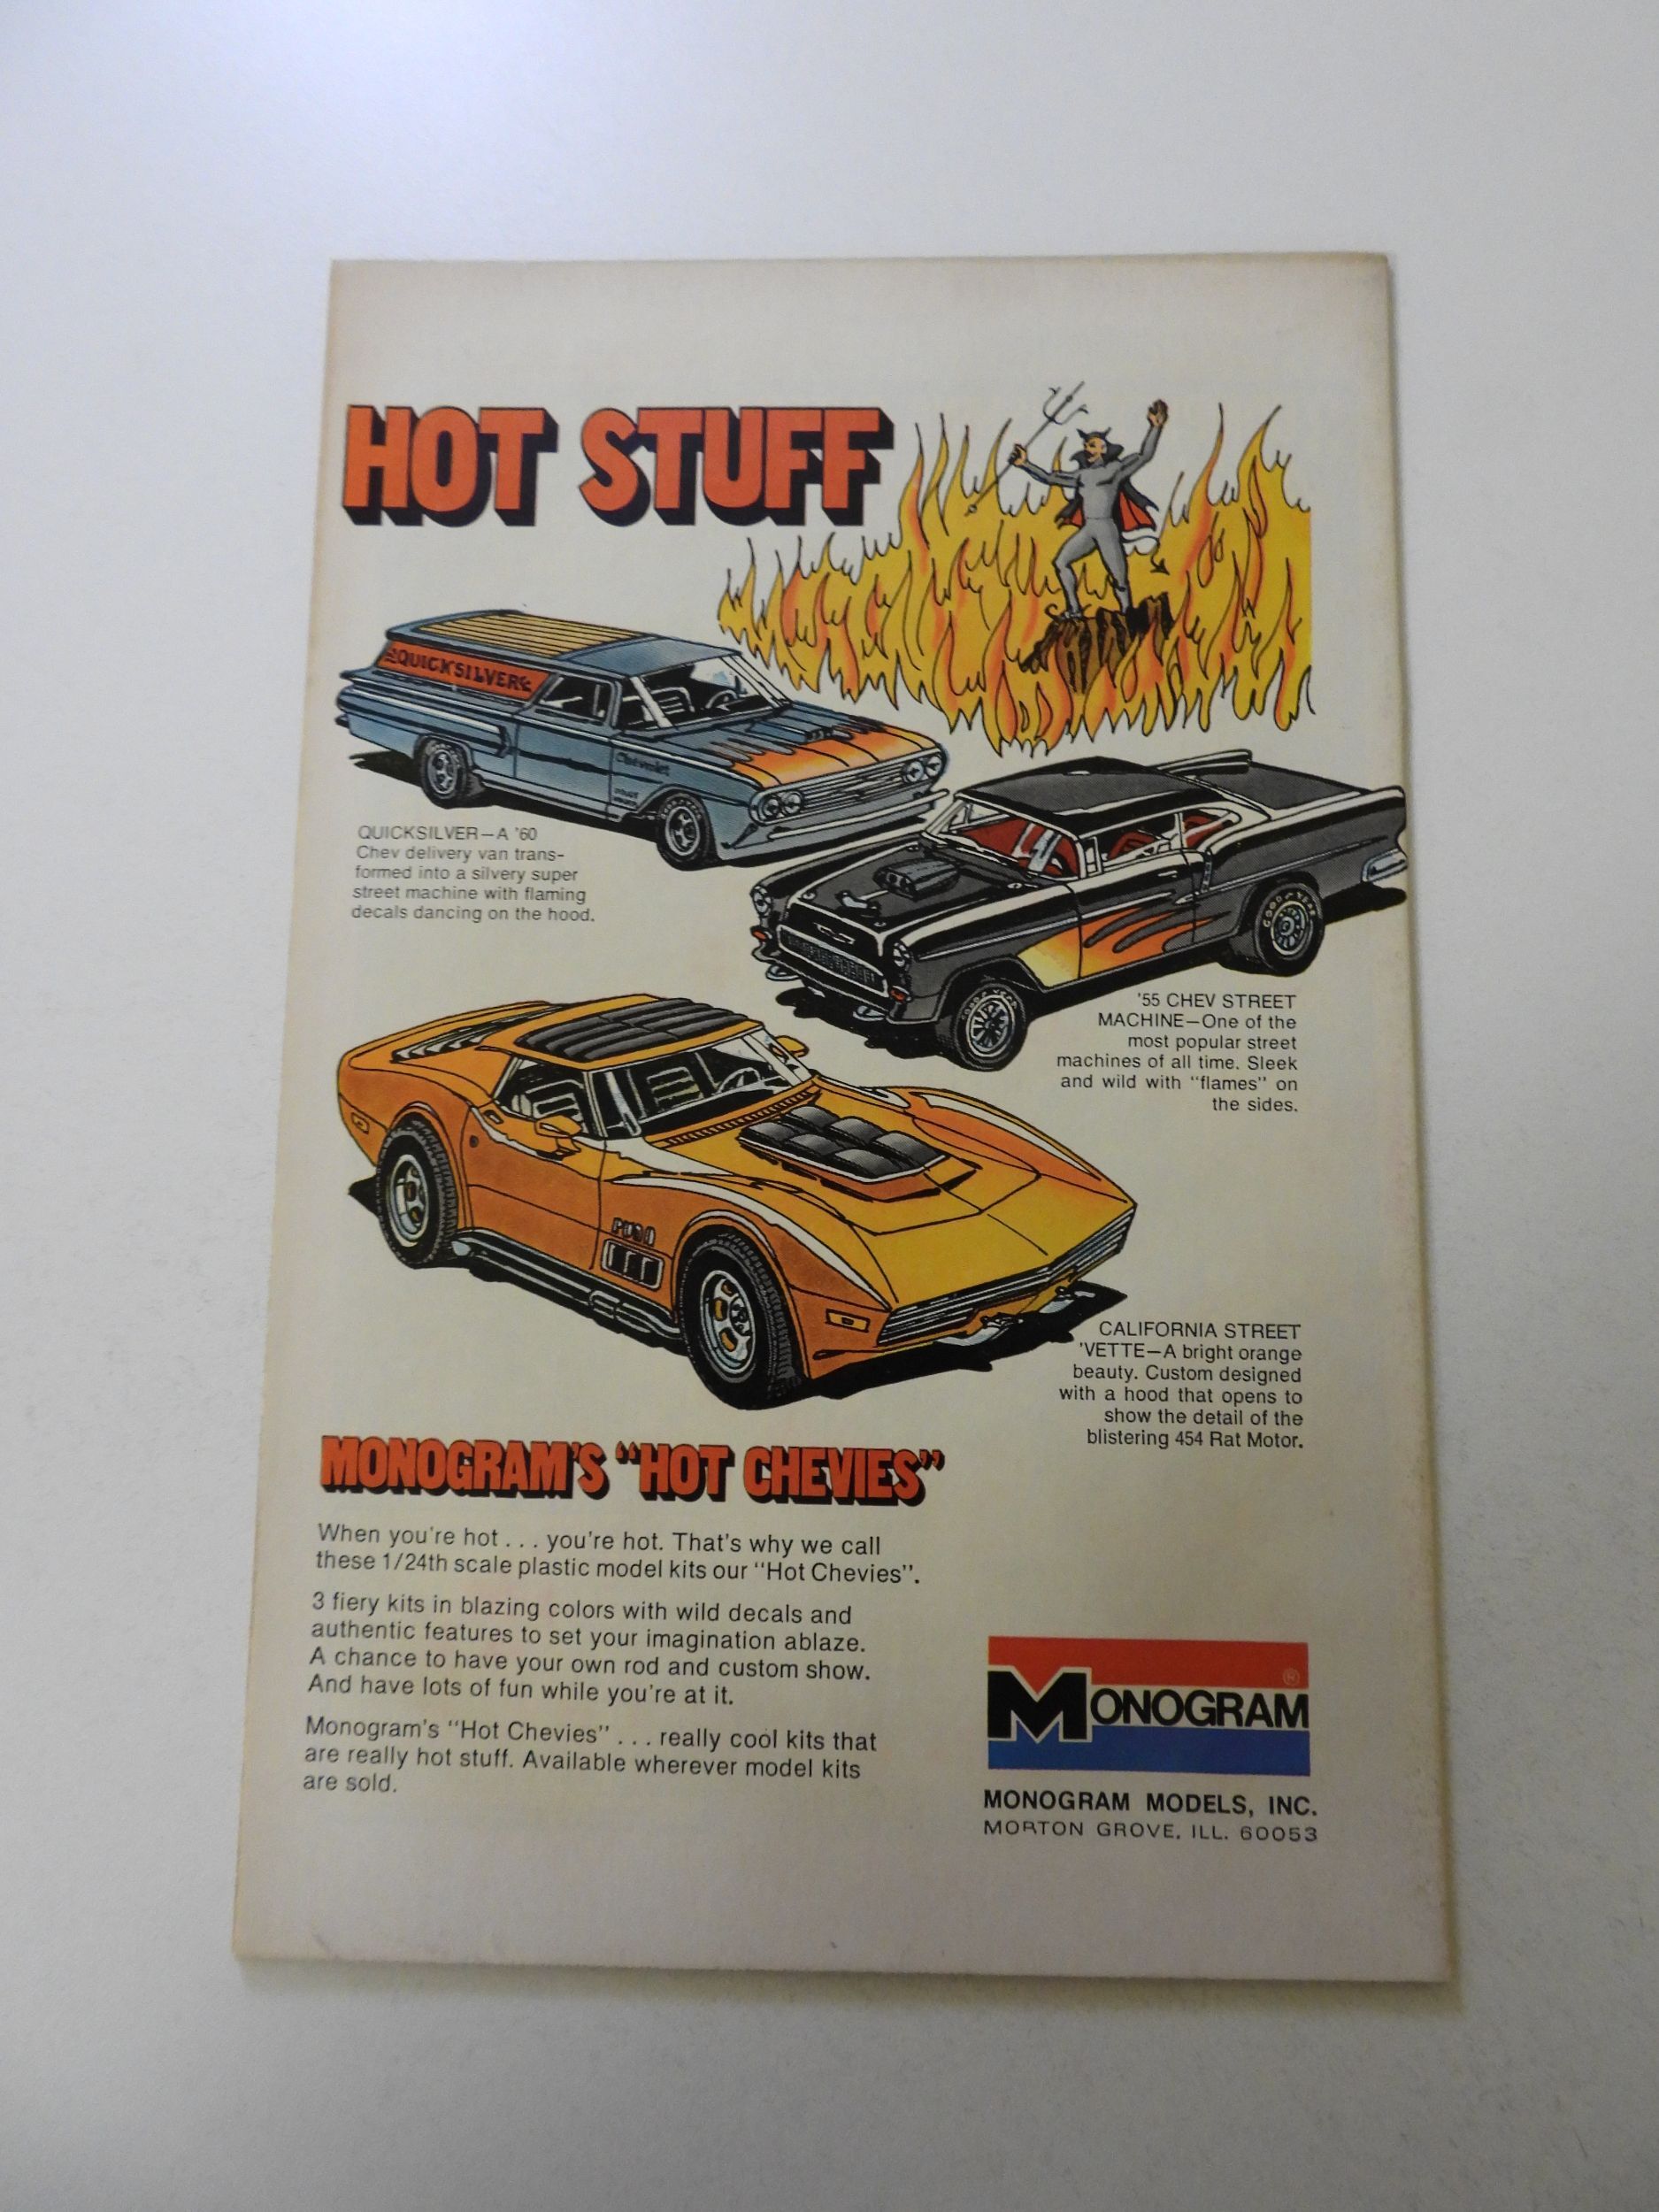 HOT STUFF
QUICKSILVER
Chevrolet
QUICKSILVER—A '60
Chev delivery van trans-
formed into a silvery super
street machine with flaming
decals dancing on the hood.
GOOD YEAR
GOOD YEAR
'55 CHEV STREET
MACHINE—One of the
most popular street
machines of all time. Sleek
and wild with "flames" on
the sides.
CALIFORNIA STREET
'VETTE—A bright orange
beauty. Custom designed
with a hood that opens to
show the detail of the
blistering 454 Rat Motor.
MONOGRAM'S "HOT CHEVIES"
When you're hot . . . you're hot. That's why we call
these 1/24th scale plastic model kits our "Hot Chevies".
3 fiery kits in blazing colors with wild decals and
authentic features to set your imagination ablaze.
A chance to have your own rod and custom show.
And have lots of fun while you're at it.
Monogram's "Hot Chevies" . . . really cool kits that
are really hot stuff. Available wherever model kits
are sold.
MONOGRAM®
MONOGRAM MODELS, INC.
MORTON GROVE, ILL. 60053